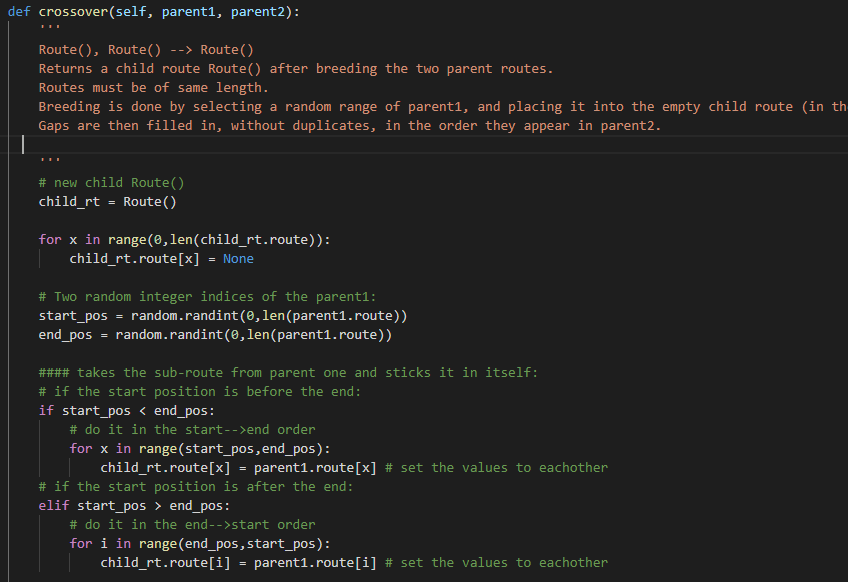 def crossover(self, parent1, parent2):
    '''
    Route(), Route() --> Route()
    Returns a child route Route() after breeding the two parent routes.
    Routes must be of same length.
    Breeding is done by selecting a random range of parent1, and placing it into the empty child route (in the
    Gaps are then filled in, without duplicates, in the order they appear in parent2.
    '''
    # new child Route()
    child_rt = Route()
    for x in range(0,len(child_rt.route)):
        child_rt.route[x] = None
    # Two random integer indices of the parent1:
    start_pos = random.randint(0,len(parent1.route))
    end_pos = random.randint(0,len(parent1.route))
    #### takes the sub-route from parent one and sticks it in itself:
    # if the start position is before the end:
    if start_pos < end_pos:
        # do it in the start-->end order
        for x in range(start_pos,end_pos):
            child_rt.route[x] = parent1.route[x] # set the values to eachother
    # if the start position is after the end:
    elif start_pos > end_pos:
        # do it in the end-->start order
        for i in range(end_pos,start_pos):
            child_rt.route[i] = parent1.route[i] # set the values to eachother